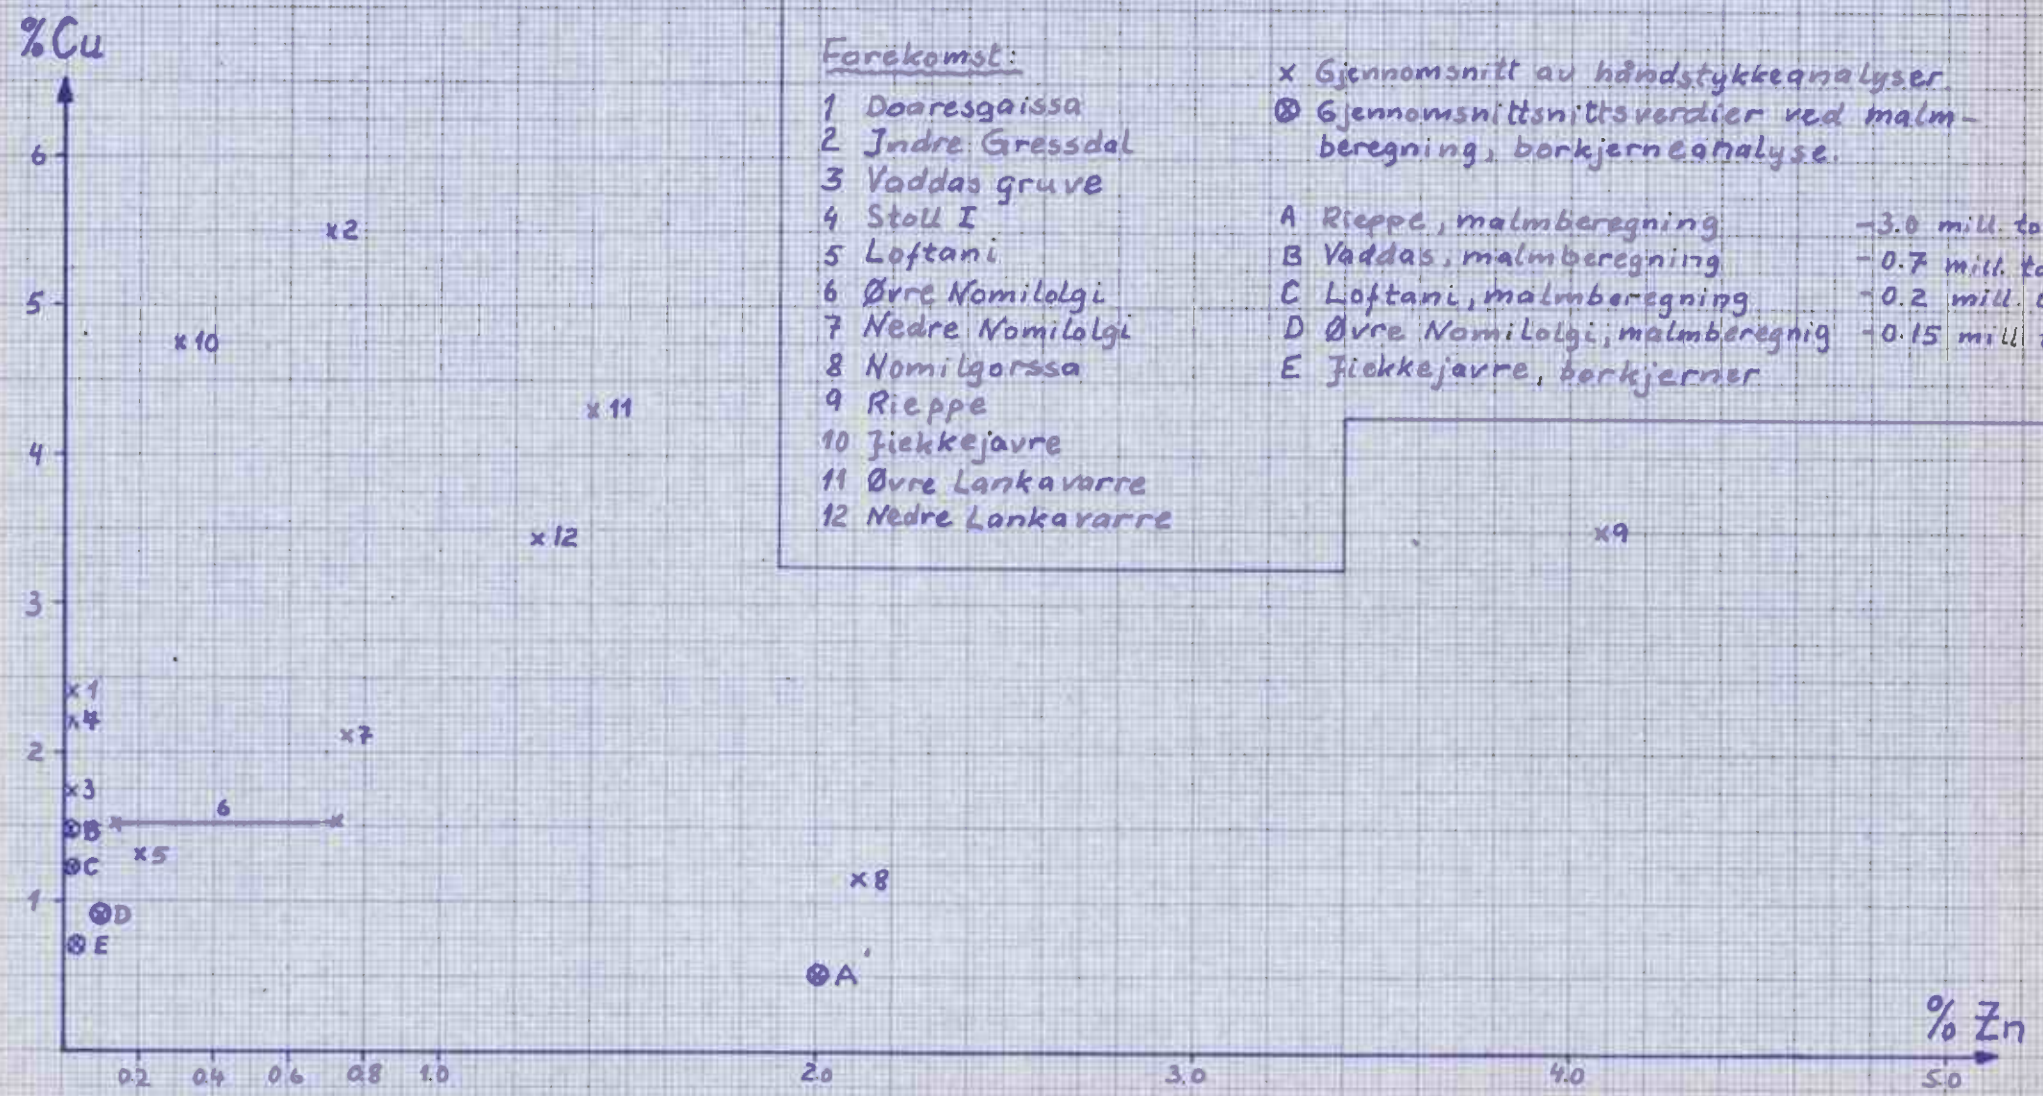 %Cu
Forekomst:
1 Doaresgaissa
2 Indre Gressdal
3 Vaddas gruve
4 Stoll I
5 Loftani
6 Øvre Nomilolgi
7 Nedre Nomilolgi
8 Nomilgorssa
9 Rieppe
10 Jiekkejavre
11 Øvre Lankavarre
12 Nedre Lankavarre
x Gjennomsnitt av håndstykkeanalyser.
⊗ Gjennomsnittsnittsverdier ved malm-
beregning, borkjerneanalyse.
A Rieppe, malmberegning -3.0 mill. to
B Vaddas, malmberegning -0.7 mill. to
C Loftani, malmberegning -0.2 mill.
D Øvre Nomilolgi, malmberegnig -0.15 mill
E Jiekkejavre, borkjerner
6
x2
5
x10
x11
4
x12
x9
3
x1
x4
x7
2
x3
6
⊗B
x5
⊗C
x8
1
⊗D
⊗E
⊗A
% Zn
0.2 0.4 0.6 0.8 1.0 2.0 3.0 4.0 5.0